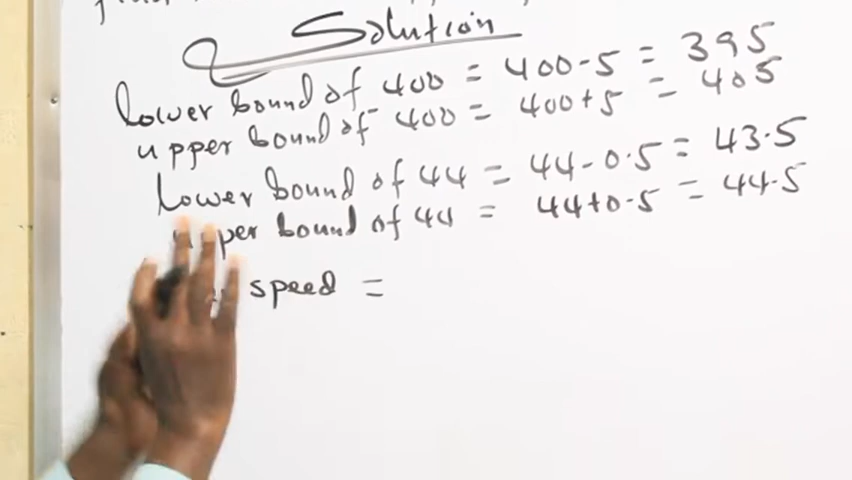 Solution
lower bound of 400 = 400-5 = 395
upper bound of 400 = 400+5 = 405
lower bound of 44 = 44-0.5 = 43.5
upper bound of 44 = 44+0.5 = 44.5
speed =